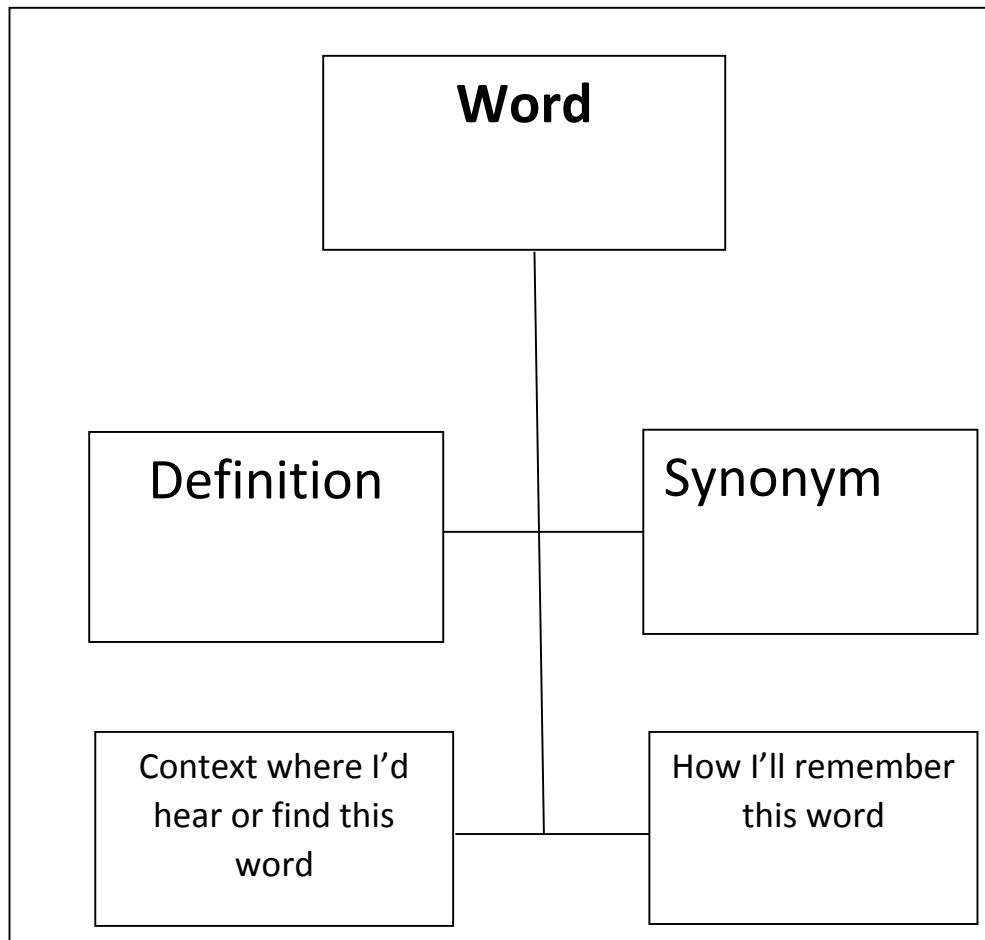 Word
Definition
Synonym
Context where I’d
hear or find this
word
How I’ll remember
this word